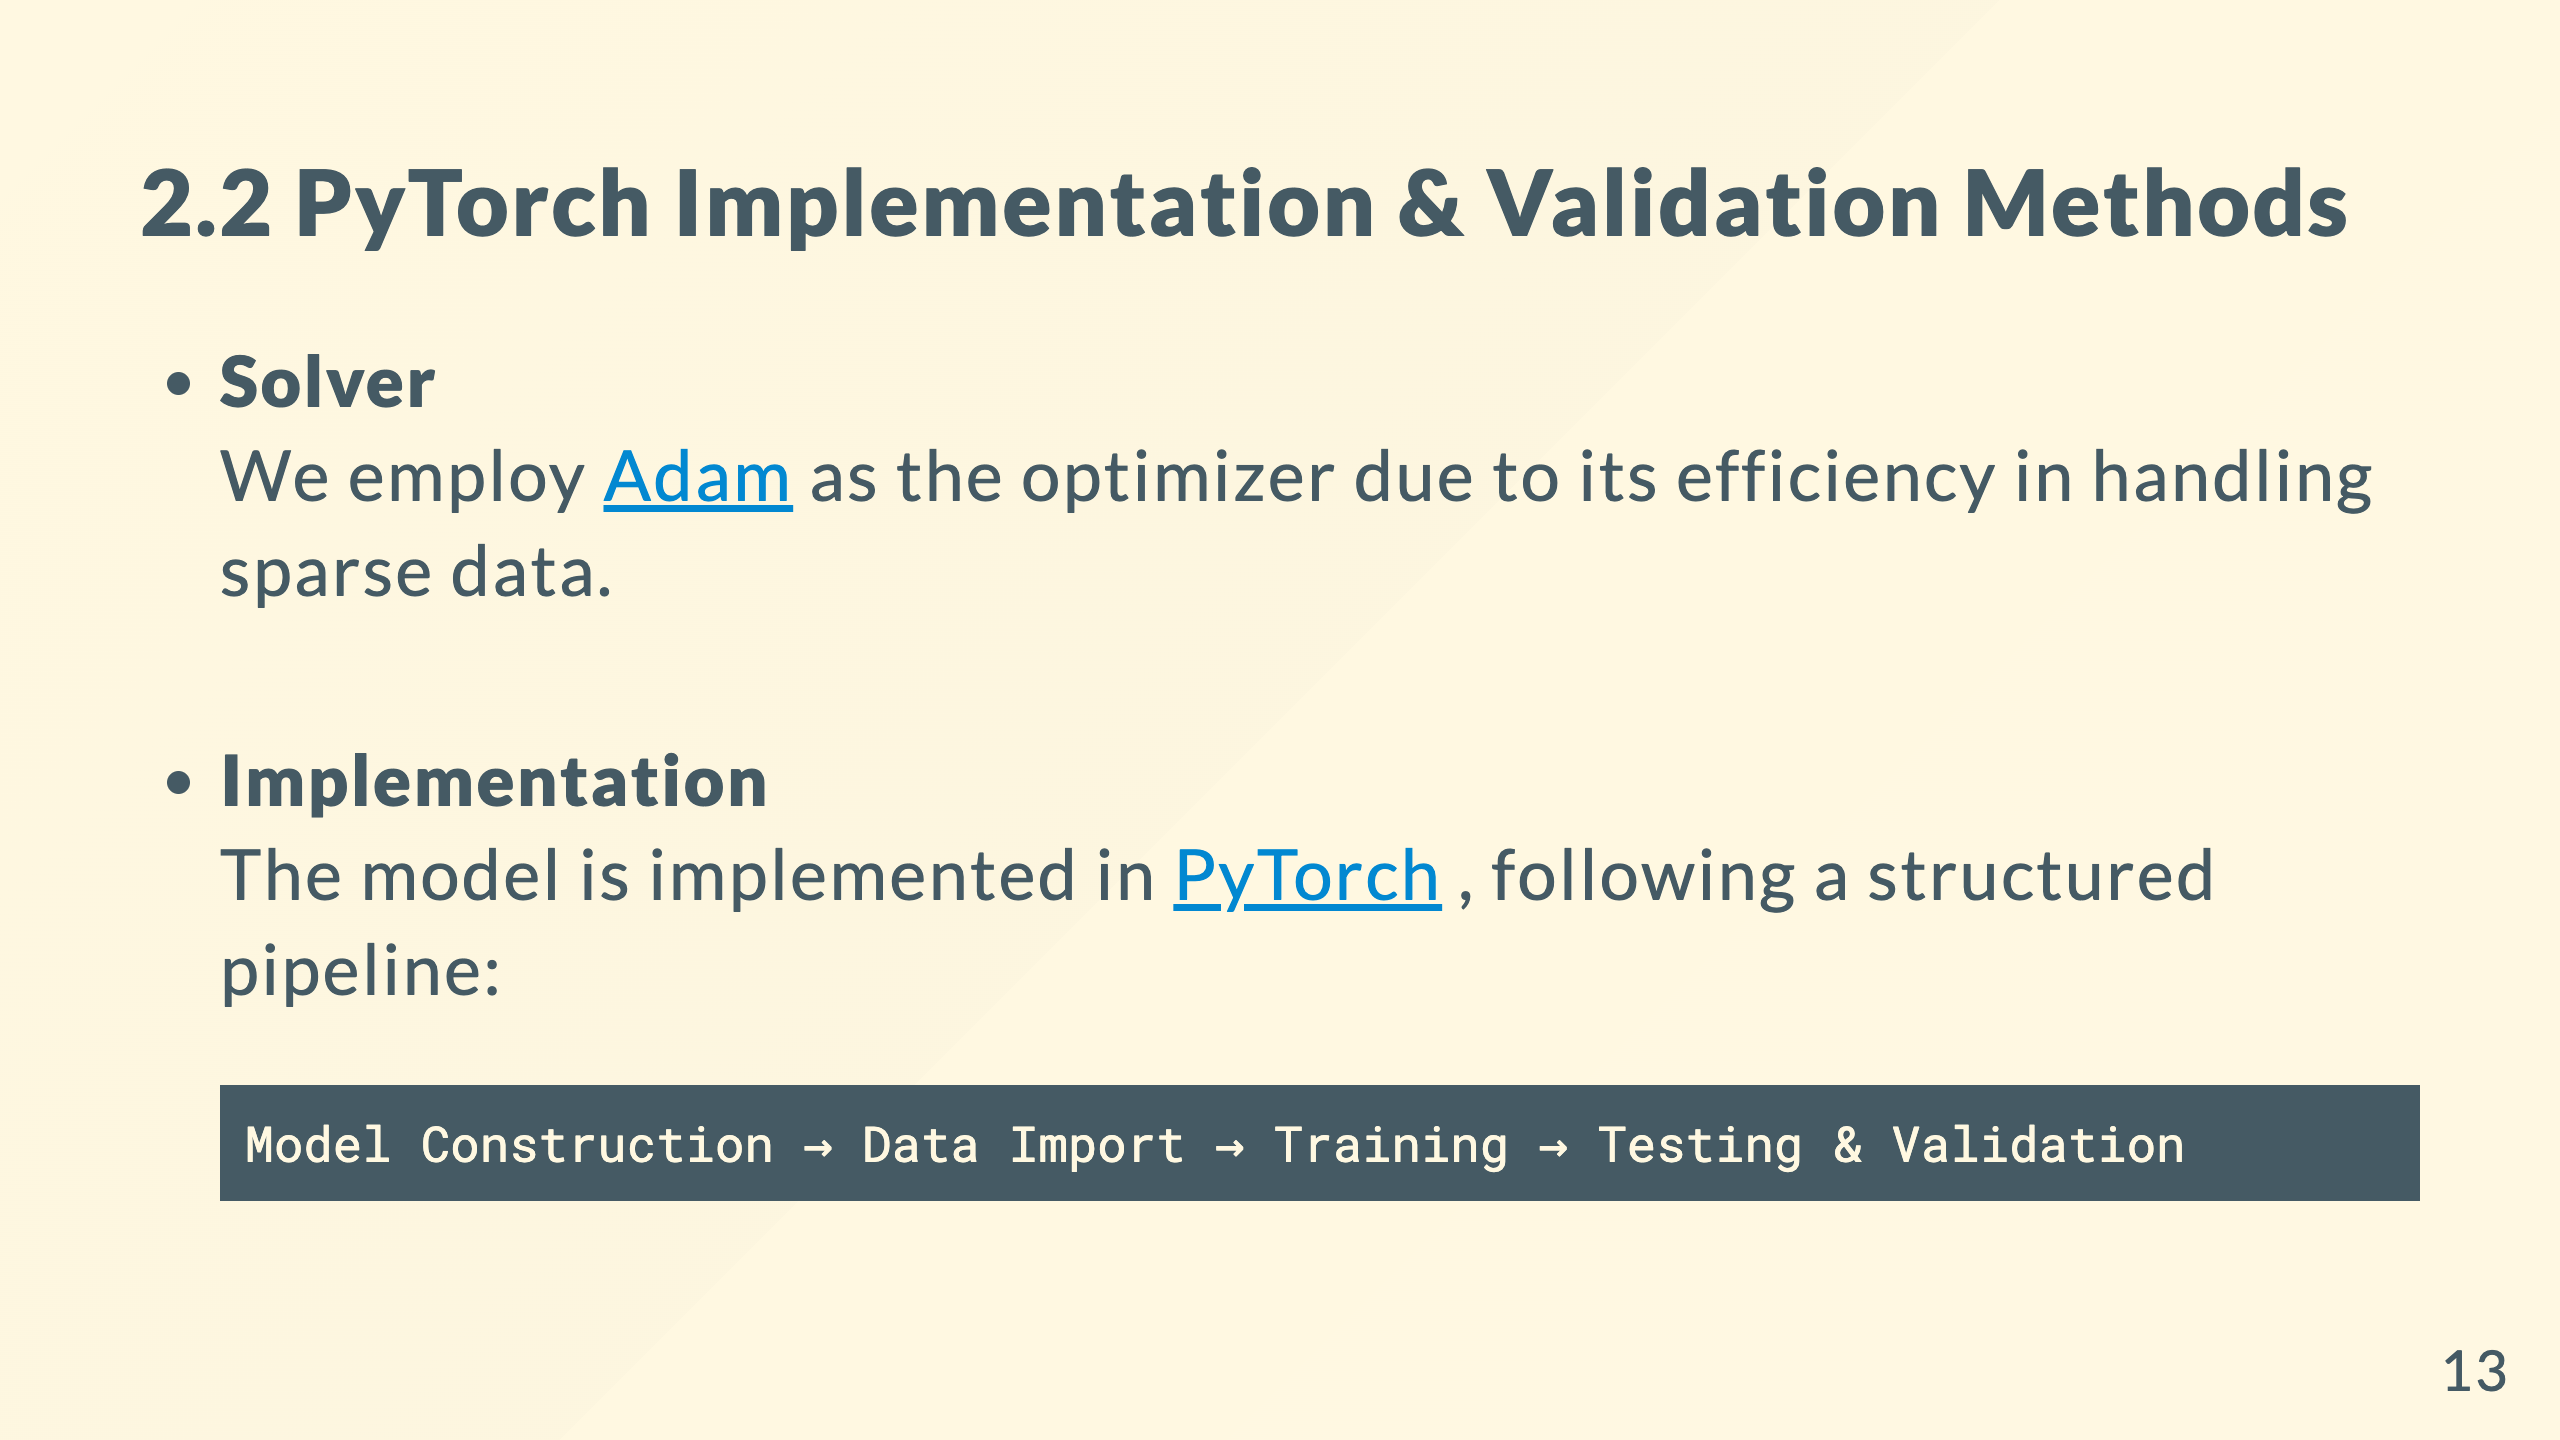 2.2 PyTorch Implementation & Validation Methods
• Solver
We employ Adam as the optimizer due to its efficiency in handling
sparse data.
• Implementation
The model is implemented in PyTorch , following a structured
pipeline:
Model Construction → Data Import → Training → Testing & Validation
13